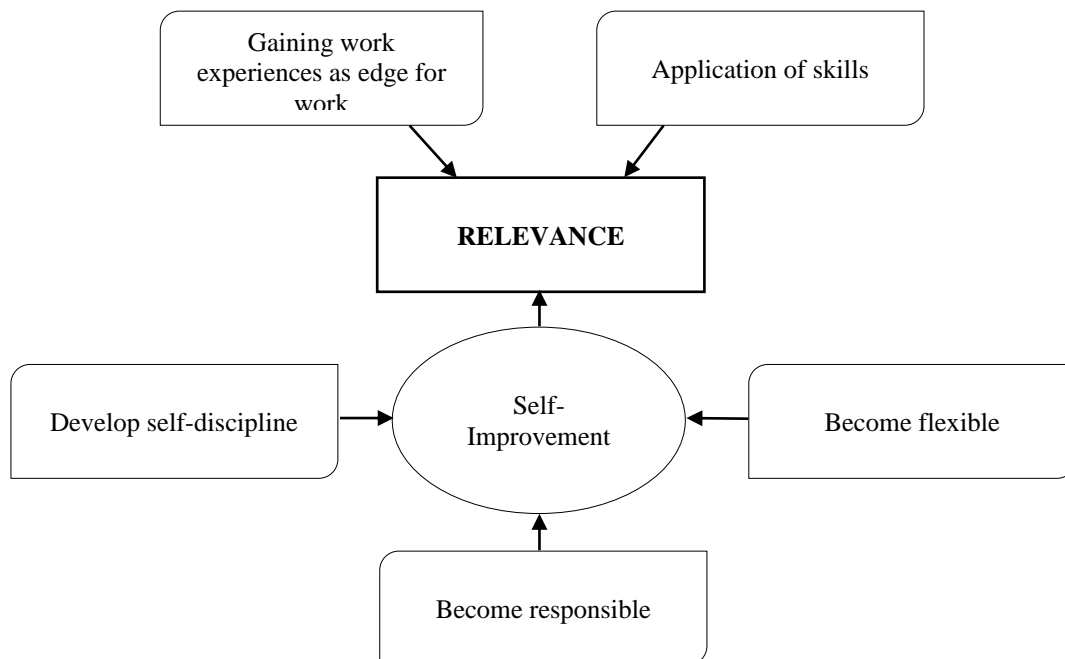 Gaining work
experiences as edge for
work
Application of skills
RELEVANCE
Develop self-discipline
Self-
Improvement
Become flexible
Become responsible